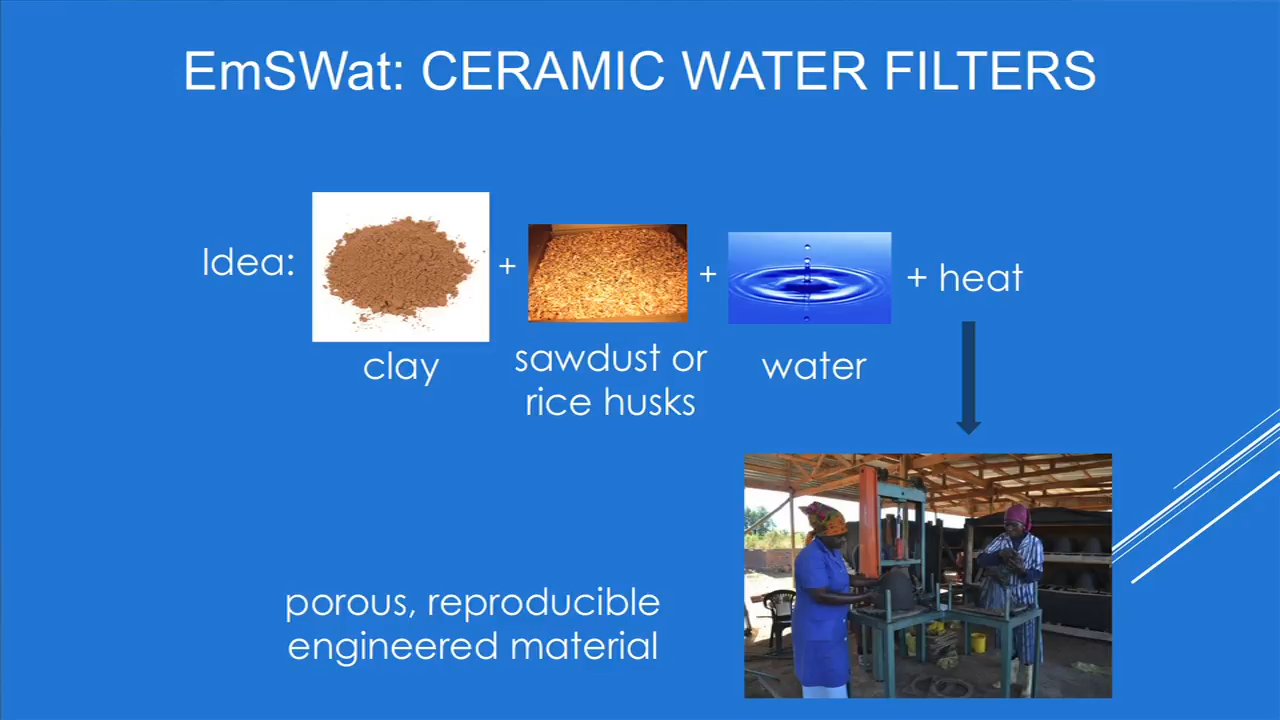 EmSWat: CERAMIC WATER FILTERS
Idea:
+
+
+ heat
clay
sawdust or
rice husks
water
porous, reproducible
engineered material